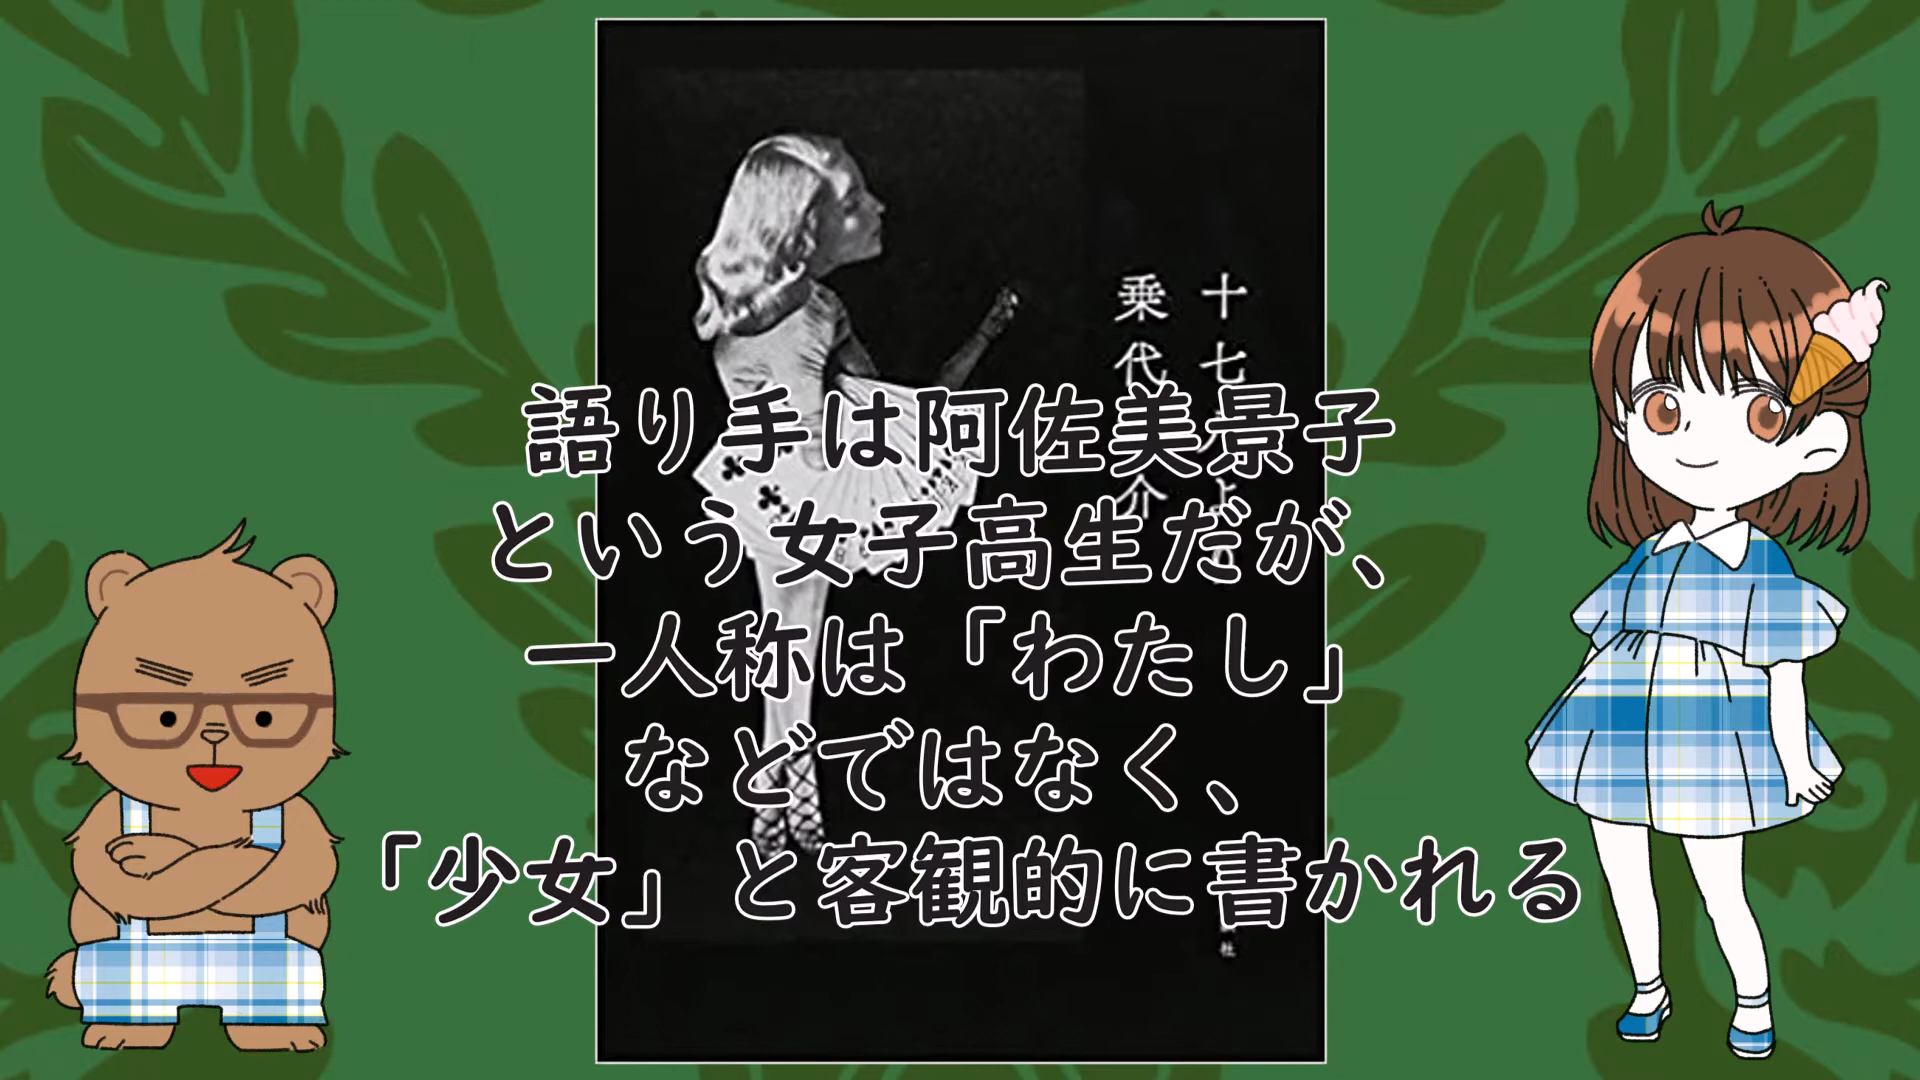 語り手は阿佐美景子
という女子高生だが、
一人称は「わたし」
などではなく、
「少女」と客観的に書かれる
十七
乗代 介
社